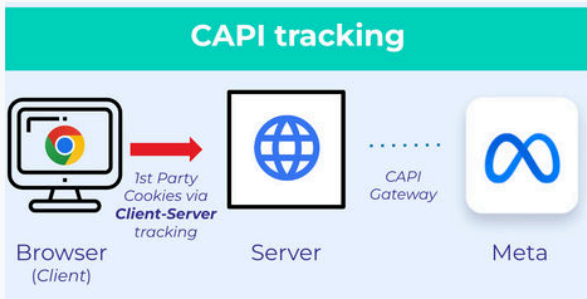 CAPI tracking
1st Party
Cookies via
Client-Server
tracking
CAPI
Gateway
Browser
(Client)
Server
Meta